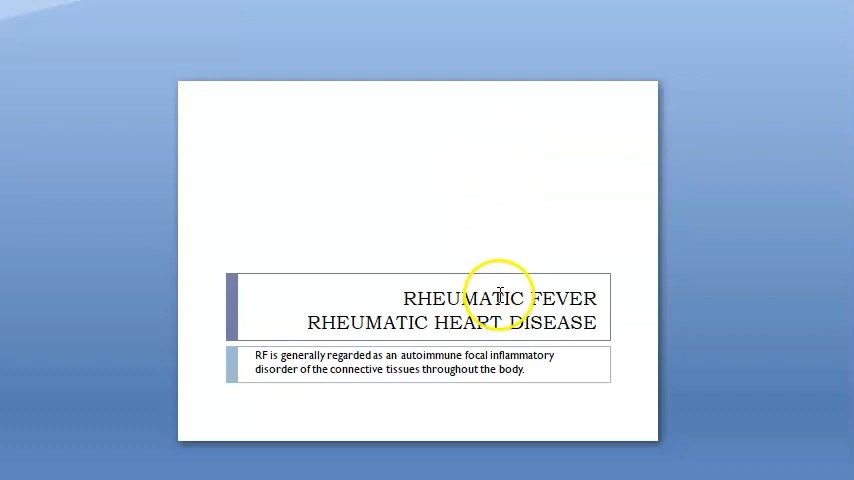 RHEUMATIC FEVER
RHEUMATIC HEART DISEASE
RF is generally regarded as an autoimmune focal inflammatory
disorder of the connective tissues throughout the body.